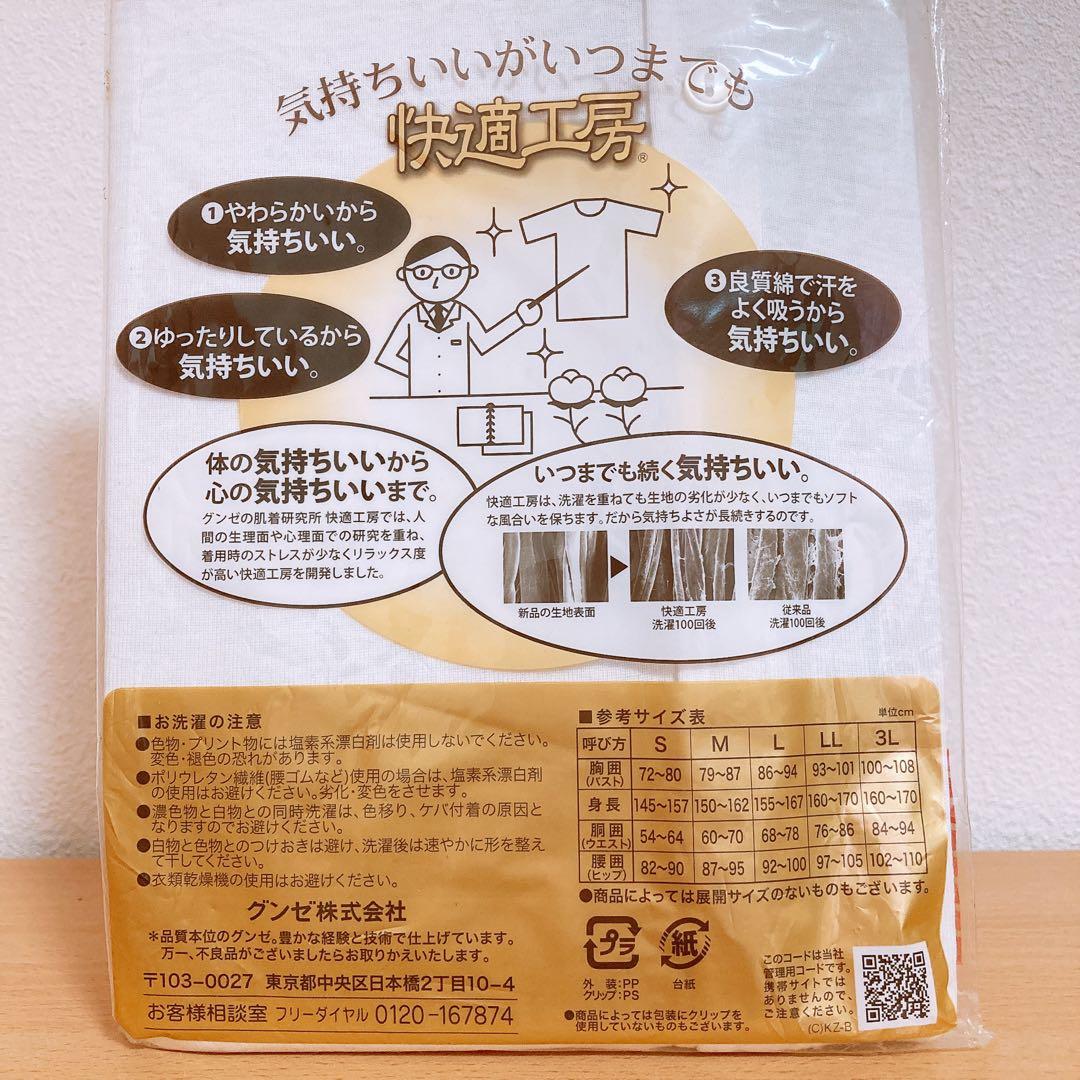 気持ちいいがいつまでも
快適工房®
❶やわらかいから
気持ちいい。
❷ゆったりしているから
気持ちいい。
❸良質綿で汗を
よく吸うから
気持ちいい。
体の気持ちいいから
心の気持ちいいまで。
グンゼの肌着研究所 快適工房では、人
間の生理面や心理面での研究を重ね、
着用時のストレスが少なくリラックス度
が高い快適工房を開発しました。
いつまでも続く気持ちいい。
快適工房は、洗濯を重ねても生地の劣化が少なく、いつまでもソフト
な風合いを保ちます。だから気持ちよさが長続きするのです。
新品の生地表面
快適工房
洗濯100回後
従来品
洗濯100回後
■お洗濯の注意
●色物・プリント物には塩素系漂白剤は使用しないでください。
変色・褪色の恐れがあります。
●ポリウレタン繊維(腰ゴムなど)使用の場合は、塩素系漂白剤
の使用はお避けください。劣化・変色をさせます。
●濃色物と白物との同時洗濯は、色移り、ケバ付着の原因と
なりますのでお避けください。
●白物と色物とのつけおきは避け、洗濯後は速やかに形を整え
て干してください。
●衣類乾燥機の使用はお避けください。
グンゼ株式会社
＊品質本位のグンゼ。豊かな経験と技術で仕上げています。
万一、不良品がございましたらお取りかえいたします。
〒103-0027 東京都中央区日本橋2丁目10-4
お客様相談室 フリーダイヤル 0120-167874
■参考サイズ表 単位cm
呼び方 S M L LL 3L
胸囲(バスト) 72～80 79～87 86～94 93～101 100～108
身長 145～157 150～162 155～167 160～170 160～170
胴囲(ウエスト) 54～64 60～70 68～78 76～86 84～94
腰囲(ヒップ) 82～90 87～95 92～100 97～105 102～110
●商品によっては展開サイズのないものもございます。
プラ
外 装:PP
クリップ:PS
紙
台紙
●商品によっては包装にクリップを
使用していないものもございます。
このコードは当社
管理用コードです。
携帯サイトでは
ありませんので、
ご注意ください。
(C)KZ-B